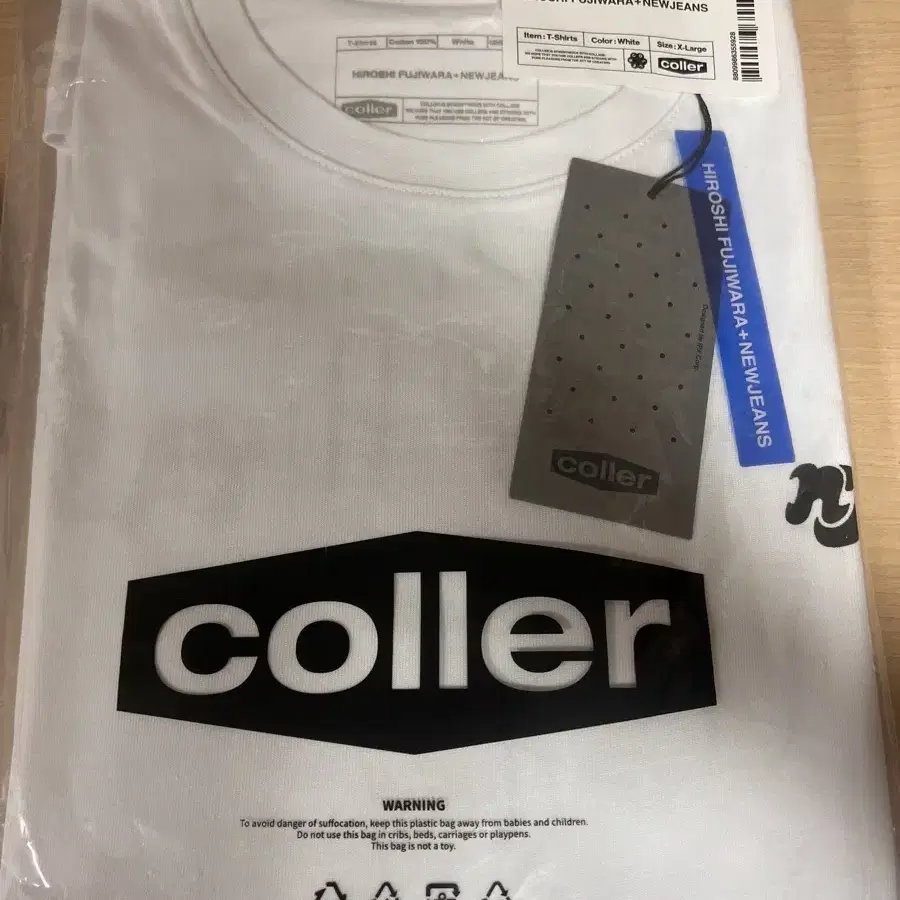 HIROSHI FUJIWARA+NEWJEANS
Item : T-Shirts
Color : White
Size : X-Large
coller
T-shirts
Cotton 100%
White
HIROSHI FUJIWARA+NEWJEANS
coller
HIROSHI FUJIWARA+NEWJEANS
coller
coller
WARNING
To avoid danger of suffocation, keep this plastic bag away from babies and children.
Do not use this bag in cribs, beds, carriages or playpens.
This bag is not a toy.